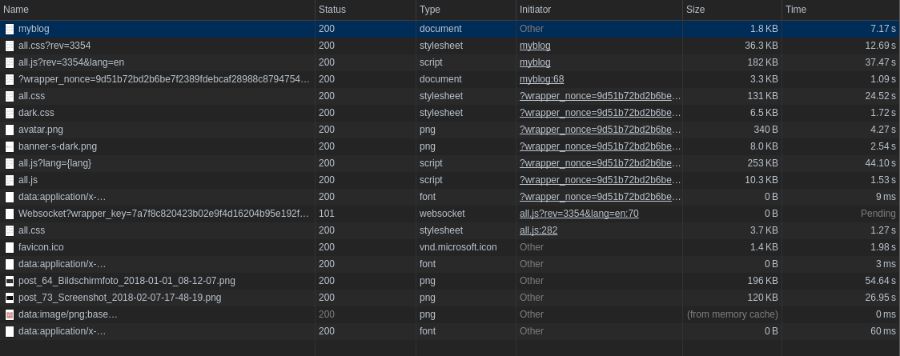 Name Status Type Initiator Size Time
myblog 200 document Other 1.8 KB 7.17 s
all.css?rev=3354 200 stylesheet myblog 36.3 KB 12.69 s
all.js?rev=3354&lang=en 200 script myblog 182 KB 37.47 s
?wrapper_nonce=9d51b72bd2b6be7f2389fdebcaf28988c8794754... 200 document myblog:68 3.3 KB 1.09 s
all.css 200 stylesheet ?wrapper_nonce=9d51b72bd2b6be... 131 KB 24.52 s
dark.css 200 stylesheet ?wrapper_nonce=9d51b72bd2b6be... 6.5 KB 1.72 s
avatar.png 200 png ?wrapper_nonce=9d51b72bd2b6be... 340 B 4.27 s
banner-s-dark.png 200 png ?wrapper_nonce=9d51b72bd2b6be... 8.0 KB 2.54 s
all.js?lang={lang} 200 script ?wrapper_nonce=9d51b72bd2b6be... 253 KB 44.10 s
all.js 200 script ?wrapper_nonce=9d51b72bd2b6be... 10.3 KB 1.53 s
data:application/x-... 200 font ?wrapper_nonce=9d51b72bd2b6be... 0 B 9 ms
Websocket?wrapper_key=7a7f8c820423b02e9f4d16204b95e192f... 101 websocket all.js?rev=3354&lang=en:70 0 B Pending
all.css 200 stylesheet all.js:282 3.7 KB 1.27 s
favicon.ico 200 vnd.microsoft.icon Other 1.4 KB 1.98 s
data:application/x-... 200 font Other 0 B 3 ms
post_64_Bildschirmfoto_2018-01-01_08-12-07.png 200 png Other 196 KB 54.64 s
post_73_Screenshot_2018-02-07-17-48-19.png 200 png Other 120 KB 26.95 s
data:image/png;base... 200 png Other (from memory cache) 0 ms
data:application/x-... 200 font Other 0 B 60 ms